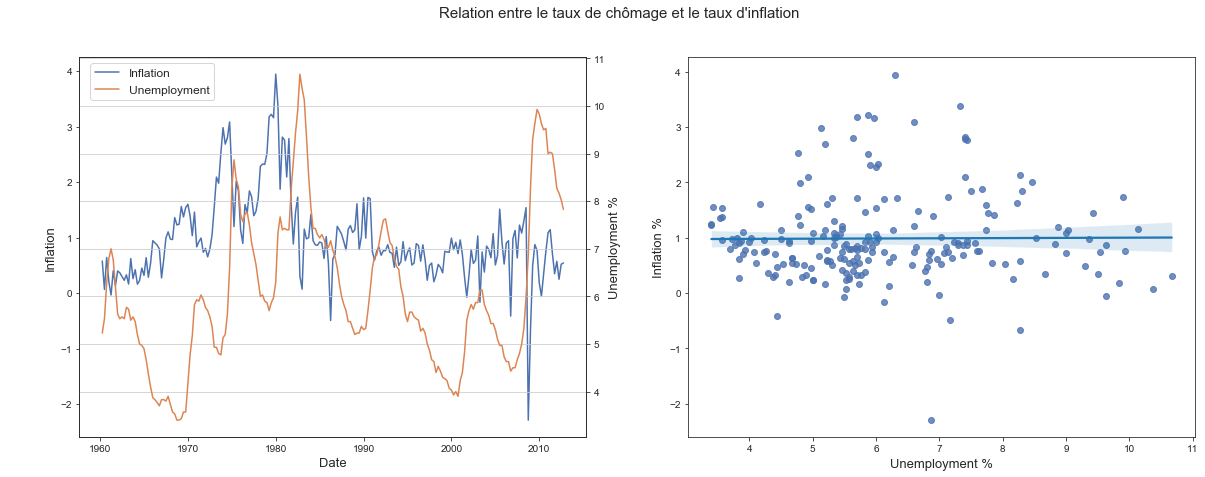 Relation entre le taux de chômage et le taux d'inflation
Inflation
Unemployment
4
3
2
1
0
−1
−2
Inflation
11
10
9
8
7
6
5
4
Unemployment %
1960 1970 1980 1990 2000 2010
Date
4
3
2
1
0
−1
−2
Inflation %
4 5 6 7 8 9 10 11
Unemployment %